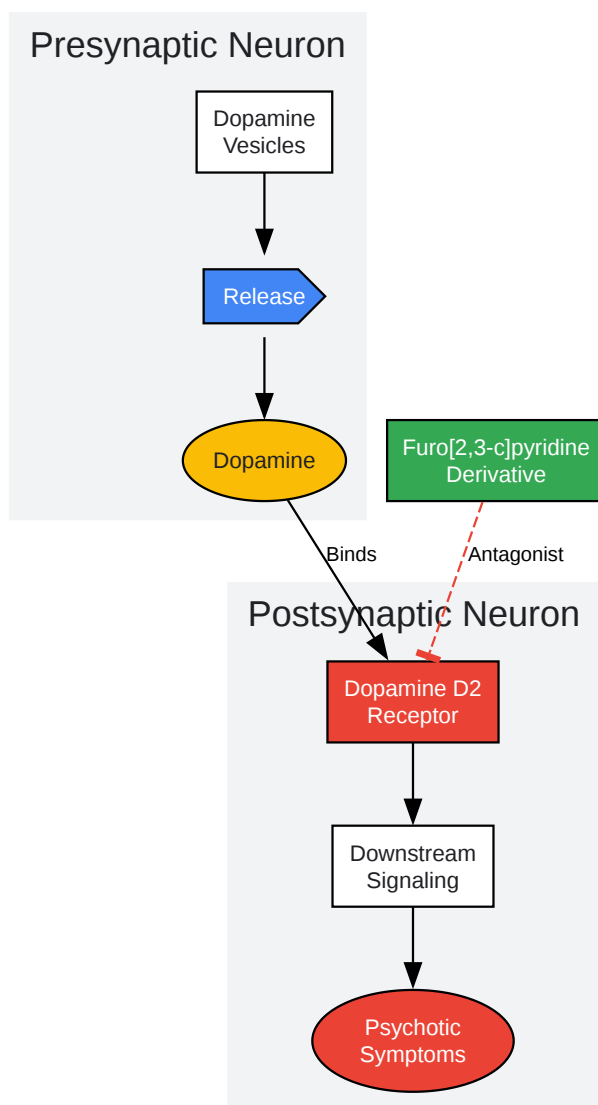 Presynaptic Neuron
Dopamine
Vesicles
Release
Dopamine
Furo[2,3-c]pyridine
Derivative
Binds
Antagonist
Postsynaptic Neuron
Dopamine D2
Receptor
Downstream
Signaling
Psychotic
Symptoms